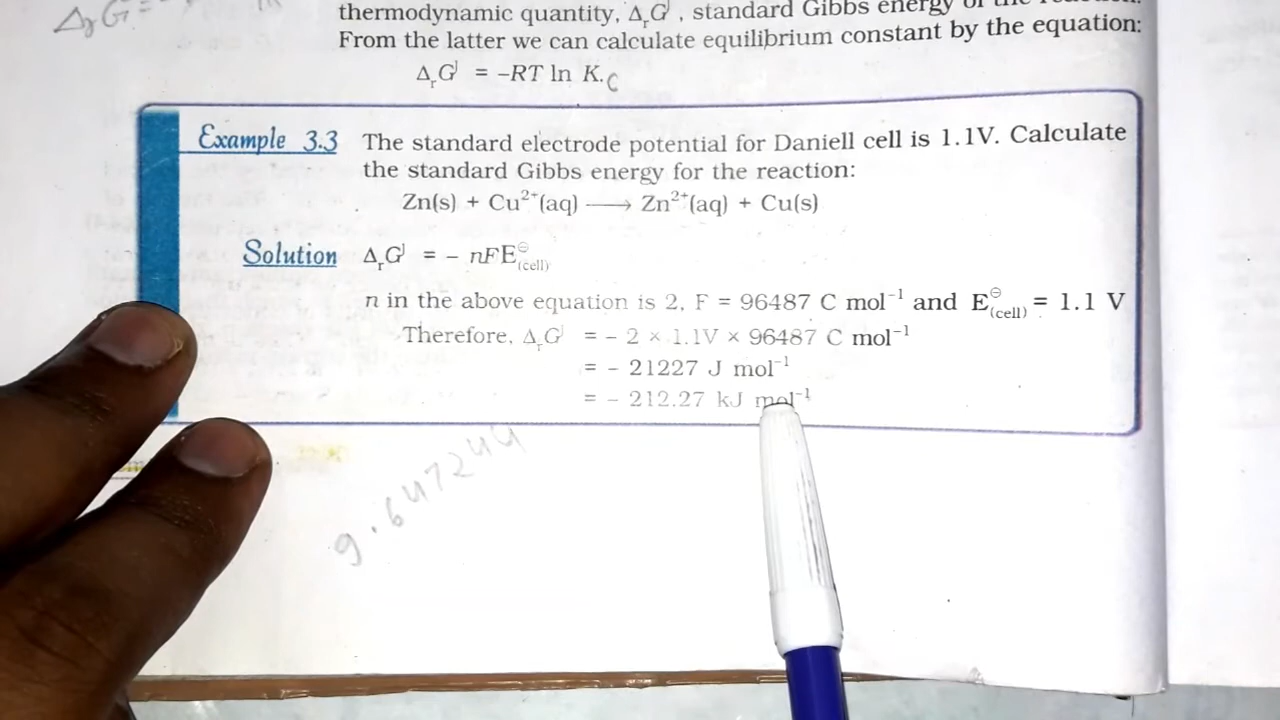 ΔᵣG =
thermodynamic quantity, ΔᵣG⌡, standard Gibbs energy of the reaction.
From the latter we can calculate equilibrium constant by the equation:
ΔᵣG⌡ = –RT ln K.C
Example 3.3 The standard electrode potential for Daniell cell is 1.1V. Calculate
the standard Gibbs energy for the reaction:
Zn(s) + Cu²⁺(aq) ⟶ Zn²⁺(aq) + Cu(s)
Solution ΔᵣG⌡ = – nFE⊖(cell)
n in the above equation is 2, F = 96487 C mol⁻¹ and E⊖(cell) = 1.1 V
Therefore, ΔᵣG⌡ = – 2 × 1.1V × 96487 C mol⁻¹
= – 21227 J mol⁻¹
= – 212.27 kJ mol⁻¹
9.647244